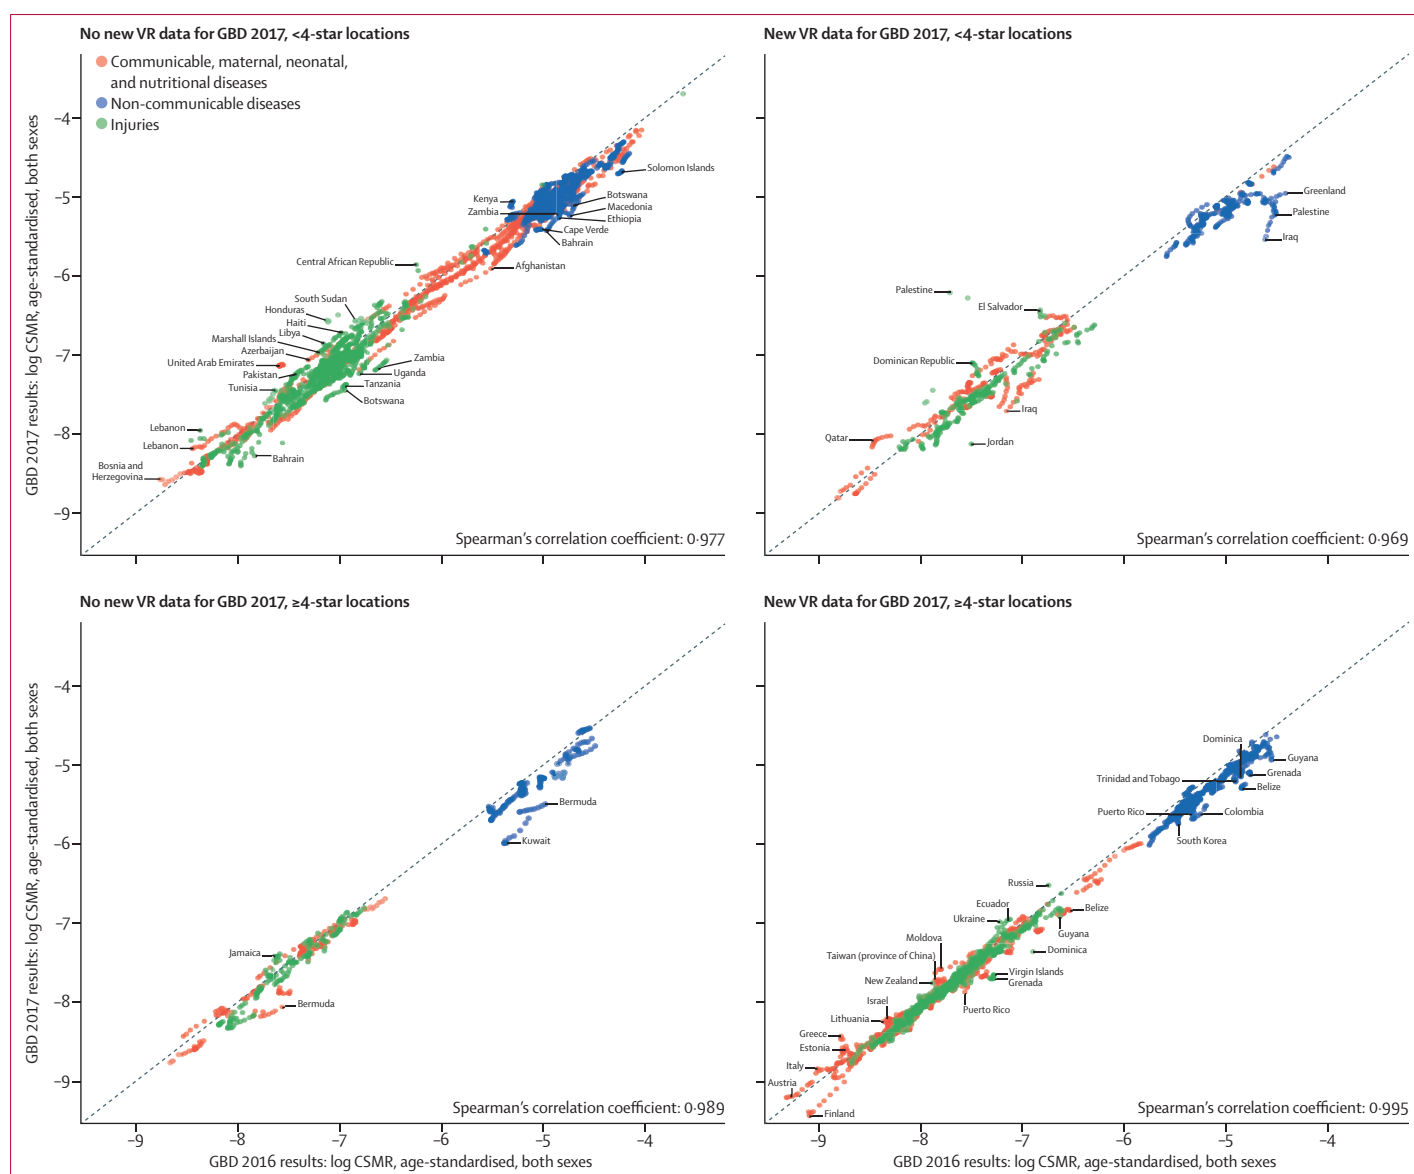 No new VR data for GBD 2017, <4-star locations
Communicable, maternal, neonatal,
and nutritional diseases
Non-communicable diseases
Injuries
GBD 2017 results: log CSMR, age-standardised, both sexes
–4
–5
–6
–7
–8
–9
Solomon Islands
Kenya
Zambia
Botswana
Macedonia
Ethiopia
Cape Verde
Bahrain
Central African Republic
Afghanistan
South Sudan
Honduras
Haiti
Libya
Marshall Islands
Azerbaijan
United Arab Emirates
Pakistan
Tunisia
Zambia
Uganda
Tanzania
Botswana
Lebanon
Lebanon
Bahrain
Bosnia and
Herzegovina
Spearman's correlation coefficient: 0·977
New VR data for GBD 2017, <4-star locations
Greenland
Palestine
Iraq
Palestine
El Salvador
Dominican Republic
Iraq
Qatar
Jordan
Spearman's correlation coefficient: 0·969
No new VR data for GBD 2017, ≥4-star locations
GBD 2017 results: log CSMR, age-standardised, both sexes
–4
–5
–6
–7
–8
–9
Bermuda
Kuwait
Jamaica
Bermuda
Spearman's correlation coefficient: 0·989
–9
–8
–7
–6
–5
–4
GBD 2016 results: log CSMR, age-standardised, both sexes
New VR data for GBD 2017, ≥4-star locations
Dominica
Guyana
Trinidad and Tobago
Grenada
Belize
Puerto Rico
Colombia
South Korea
Russia
Ecuador
Ukraine
Belize
Guyana
Moldova
Dominica
Taiwan (province of China)
New Zealand
Virgin Islands
Grenada
Israel
Puerto Rico
Lithuania
Greece
Estonia
Italy
Austria
Finland
Spearman's correlation coefficient: 0·995
–9
–8
–7
–6
–5
–4
GBD 2016 results: log CSMR, age-standardised, both sexes